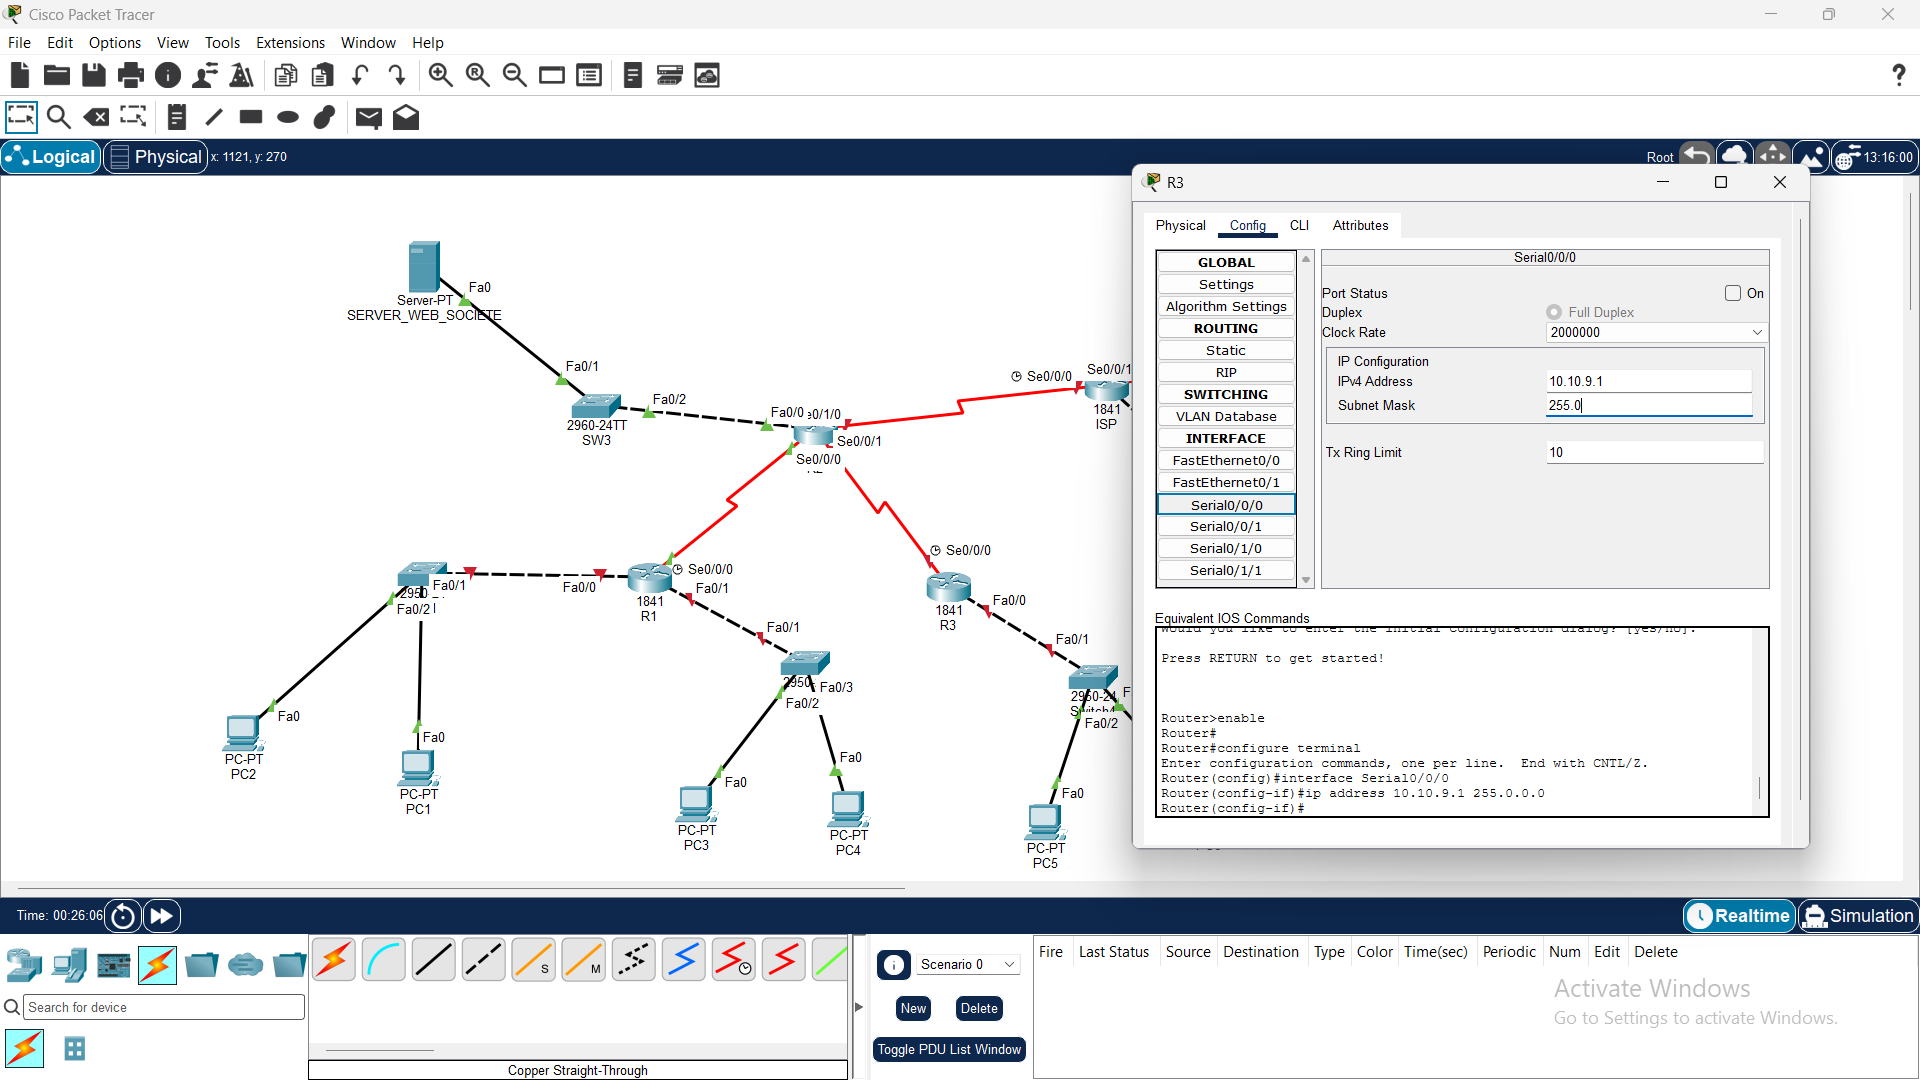 Cisco Packet Tracer
File Edit Options View Tools Extensions Window Help
Logical Physical x: 1121, y: 270
Root 13:16:00
Fa0
Server-PT
SERVER_WEB_SOCIETE
Fa0/1
Fa0/2
2960-24TT
SW3
Fa0/0
Se0/0/1
Se0/0/0
Se0/0/0
Se0/0/1
1841
ISP
Fa0/1
Fa0/2
Fa0/0
Se0/0/0
Fa0/1
1841
R1
Se0/0/0
Fa0/0
1841
R3
Fa0/1
Fa0/3
Fa0/2
Fa0/1
Fa0/2
Fa0
PC-PT
PC2
Fa0
PC-PT
PC1
Fa0
PC-PT
PC3
Fa0
PC-PT
PC4
Fa0
PC-PT
PC5
R3
Physical Config CLI Attributes
GLOBAL
Settings
Algorithm Settings
ROUTING
Static
RIP
SWITCHING
VLAN Database
INTERFACE
FastEthernet0/0
FastEthernet0/1
Serial0/0/0
Serial0/0/1
Serial0/1/0
Serial0/1/1
Serial0/0/0
Port Status On
Duplex Full Duplex
Clock Rate 2000000
IP Configuration
IPv4 Address 10.10.9.1
Subnet Mask 255.0
Tx Ring Limit 10
Equivalent IOS Commands
Would you like to enter the initial configuration dialog? [yes/no]:
Press RETURN to get started!
Router>enable
Router#
Router#configure terminal
Enter configuration commands, one per line. End with CNTL/Z.
Router(config)#interface Serial0/0/0
Router(config-if)#ip address 10.10.9.1 255.0.0.0
Router(config-if)#
Time: 00:26:06
Realtime Simulation
Search for device
S
M
Copper Straight-Through
Scenario 0
New Delete
Toggle PDU List Window
Fire Last Status Source Destination Type Color Time(sec) Periodic Num Edit Delete
Activate Windows
Go to Settings to activate Windows.